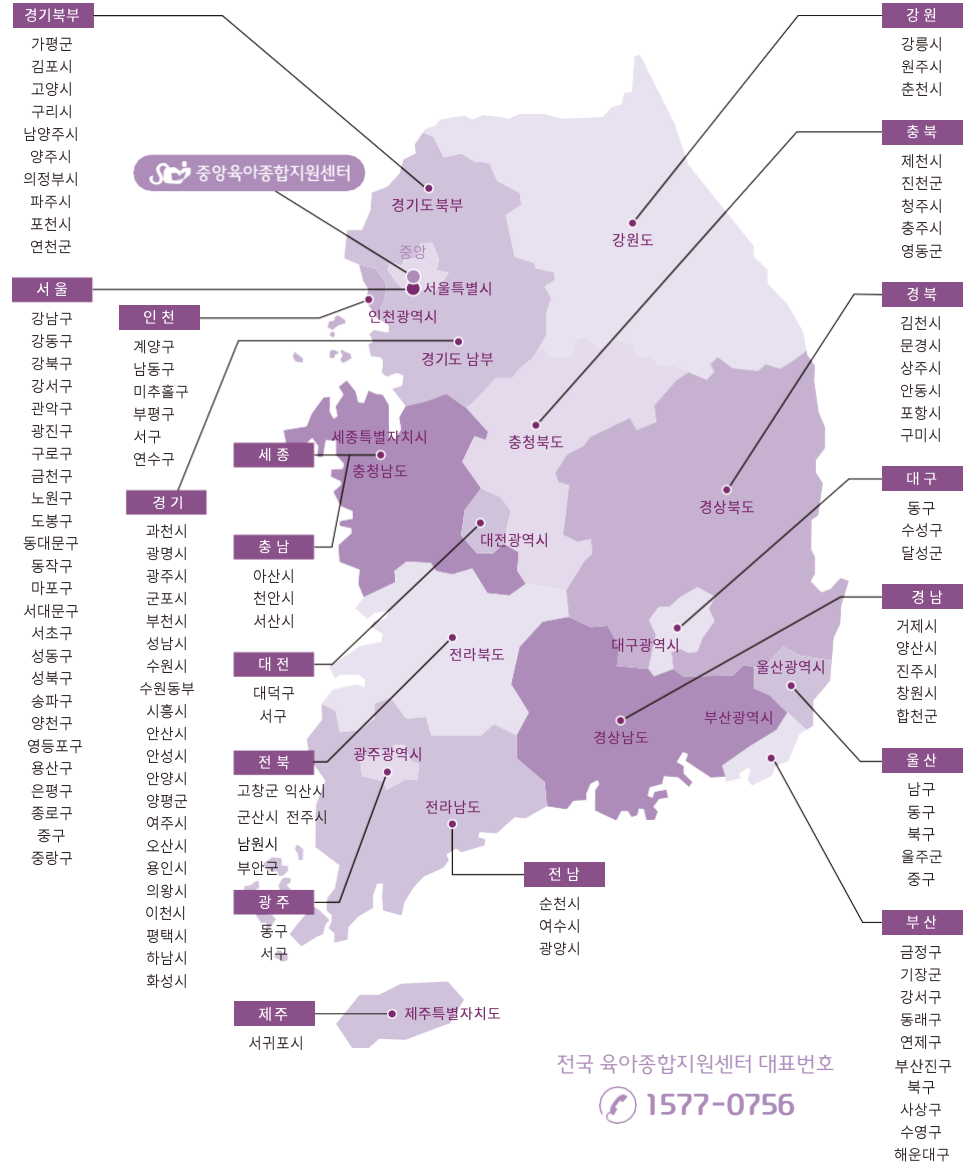 경기북부
가평군
김포시
고양시
구리시
남양주시
양주시
의정부시
파주시
포천시
연천군
서울
강남구
강동구
강북구
강서구
관악구
광진구
구로구
금천구
노원구
도봉구
동대문구
동작구
마포구
서대문구
서초구
성동구
성북구
송파구
양천구
영등포구
용산구
은평구
종로구
중구
중랑구
인천
계양구
남동구
미추홀구
부평구
서구
연수구
경기
과천시
광명시
광주시
군포시
부천시
성남시
수원시
수원동부
시흥시
안산시
안성시
안양시
양평군
여주시
오산시
용인시
의왕시
이천시
평택시
하남시
화성시
세종
충남
아산시
천안시
서산시
대전
대덕구
서구
전북
고창군 익산시
군산시 전주시
남원시
부안군
광주
동구
서구
제주
서귀포시
중앙육아종합지원센터
경기도북부
중앙
서울특별시
인천광역시
경기도 남부
강원도
세종특별자치시
충청남도
충청북도
대전광역시
경상북도
전라북도
대구광역시
울산광역시
부산광역시
경상남도
광주광역시
전라남도
제주특별자치도
전남
순천시
여수시
광양시
강원
강릉시
원주시
춘천시
충북
제천시
진천군
청주시
충주시
영동군
경북
김천시
문경시
상주시
안동시
포항시
구미시
대구
동구
수성구
달성군
경남
거제시
양산시
진주시
창원시
합천군
울산
남구
동구
북구
울주군
중구
부산
금정구
기장군
강서구
동래구
연제구
부산진구
북구
사상구
수영구
해운대구
전국 육아종합지원센터 대표번호
1577-0756